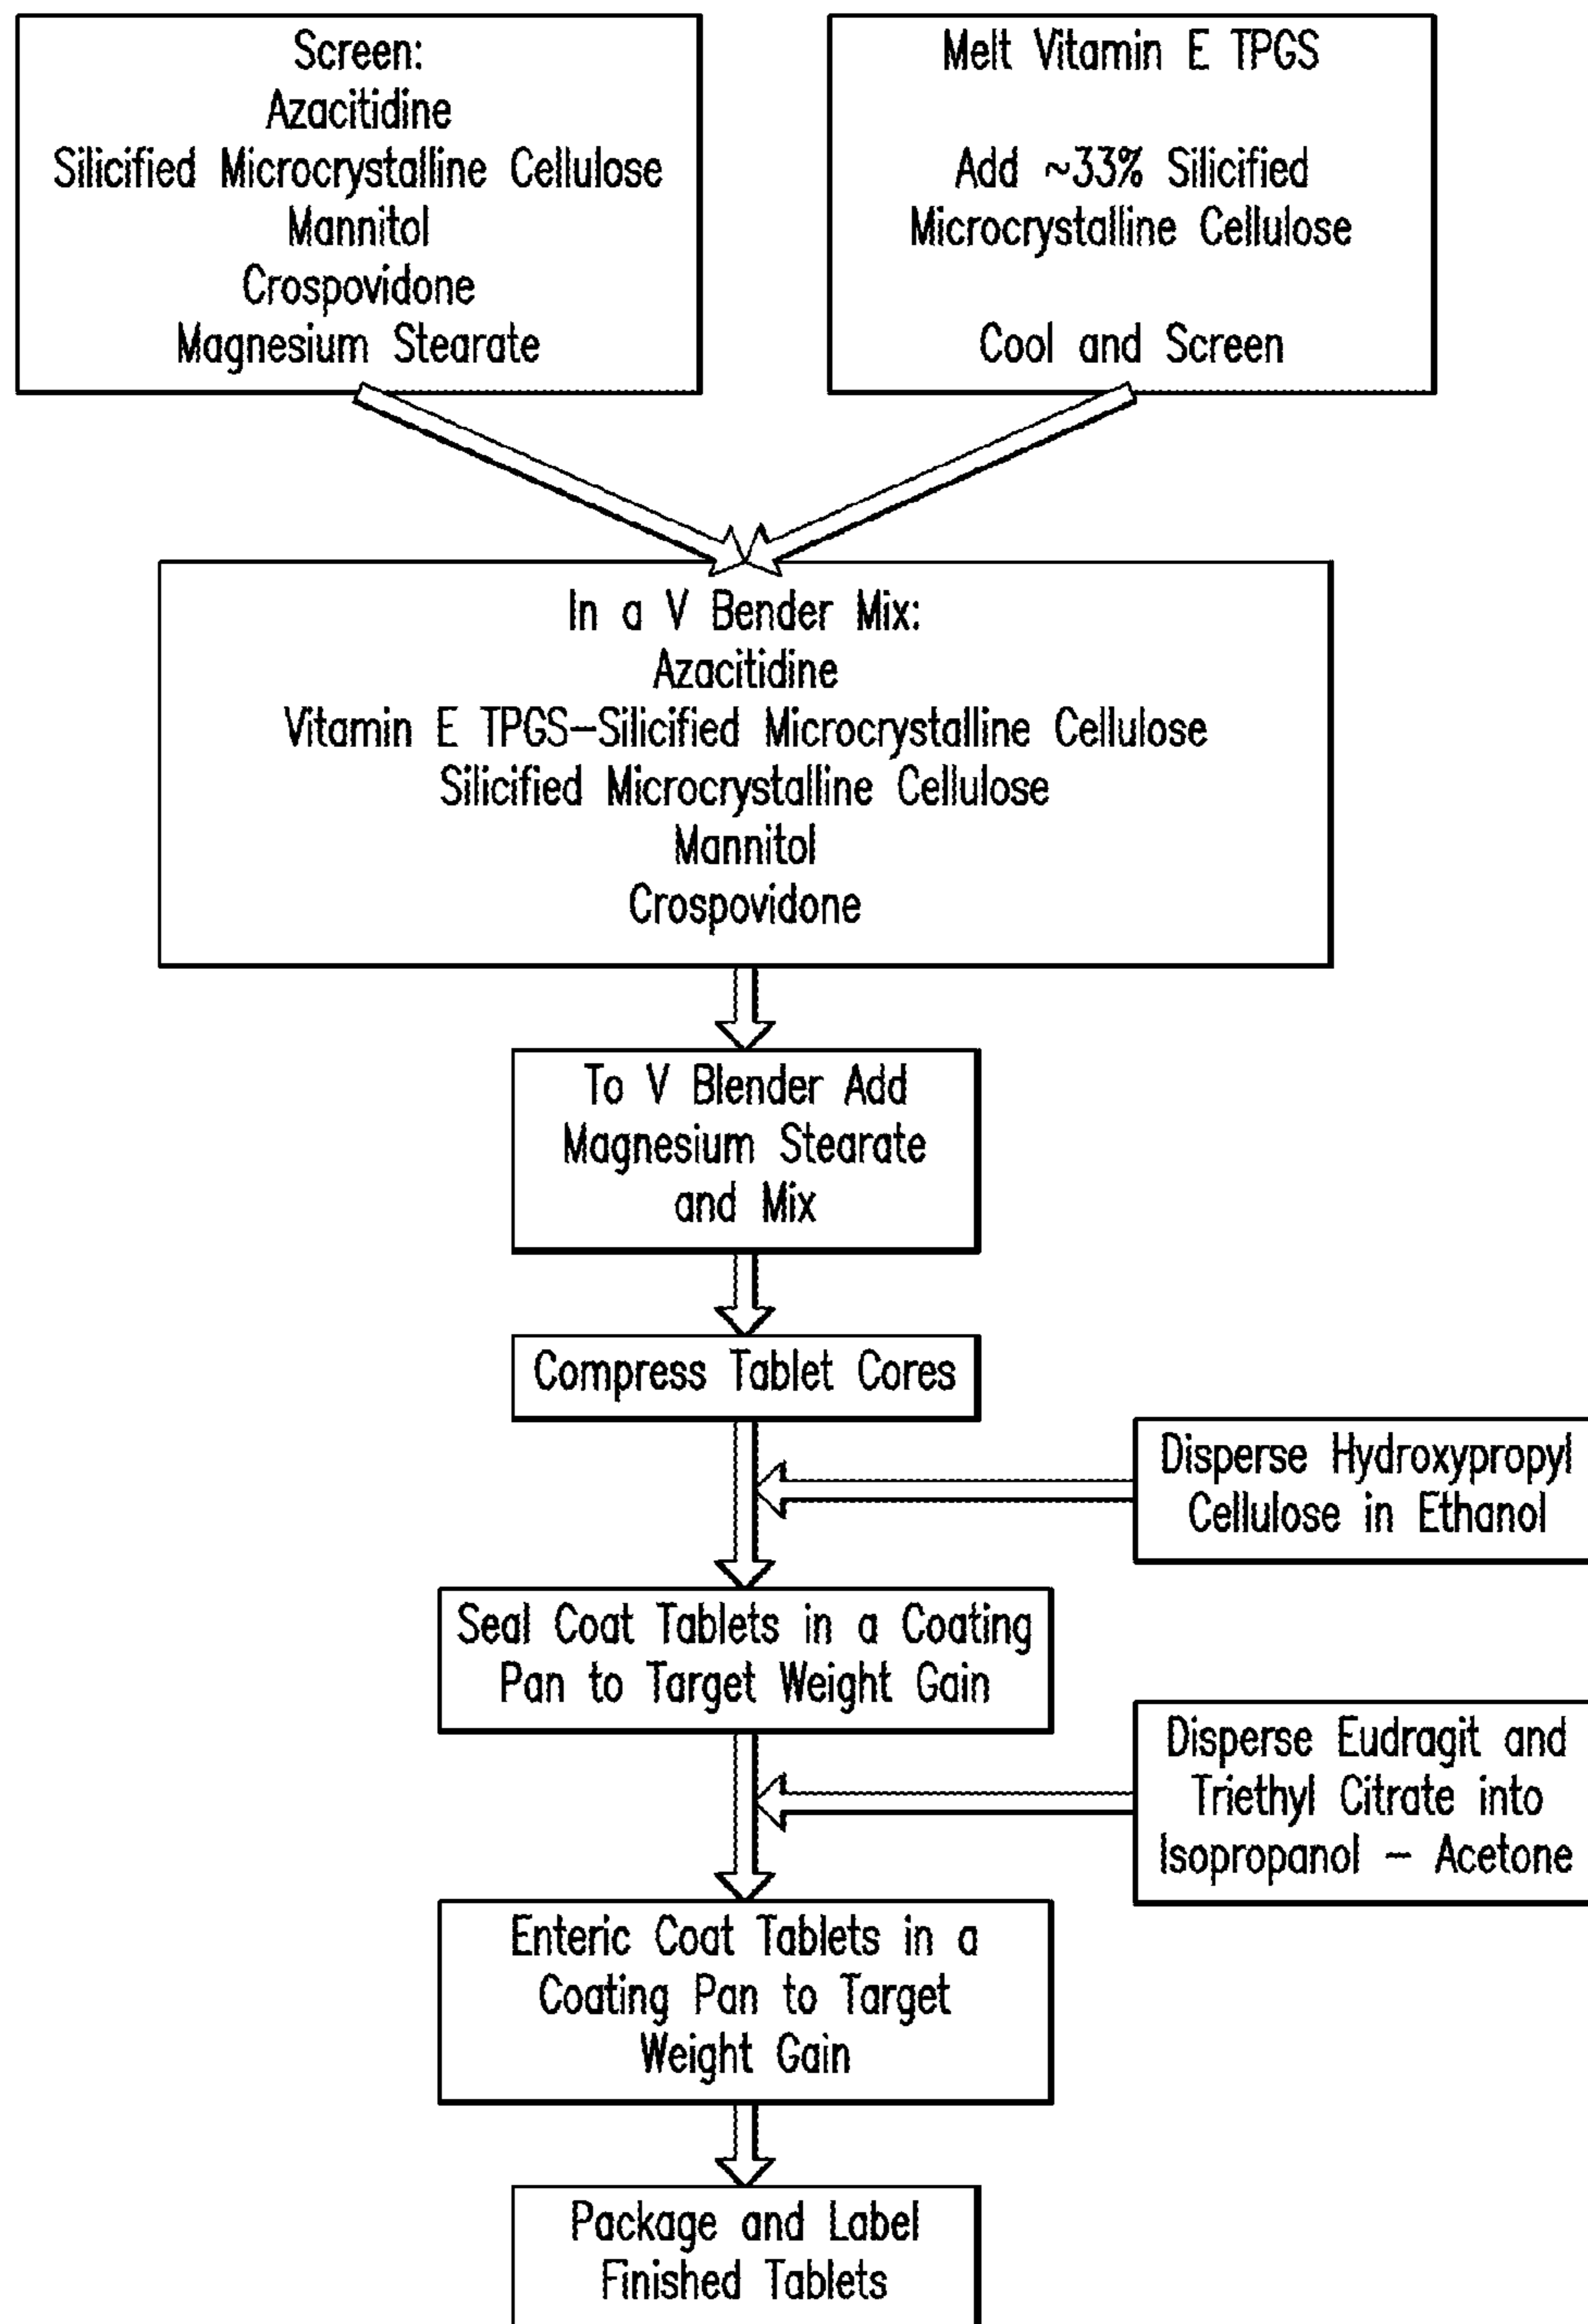 Screen:
Azacitidine
Silicified Microcrystalline Cellulose
Mannitol
Crospovidone
Magnesium Stearate
Melt Vitamin E TPGS
Add ~33% Silicified
Microcrystalline Cellulose
Cool and Screen
In a V Bender Mix:
Azacitidine
Vitamin E TPGS–Silicified Microcrystalline Cellulose
Silicified Microcrystalline Cellulose
Mannitol
Crospovidone
To V Blender Add
Magnesium Stearate
and Mix
Compress Tablet Cores
Disperse Hydroxypropyl
Cellulose in Ethanol
Seal Coat Tablets in a Coating
Pan to Target Weight Gain
Disperse Eudragit and
Triethyl Citrate into
Isopropanol – Acetone
Enteric Coat Tablets in a
Coating Pan to Target
Weight Gain
Package and Label
Finished Tablets